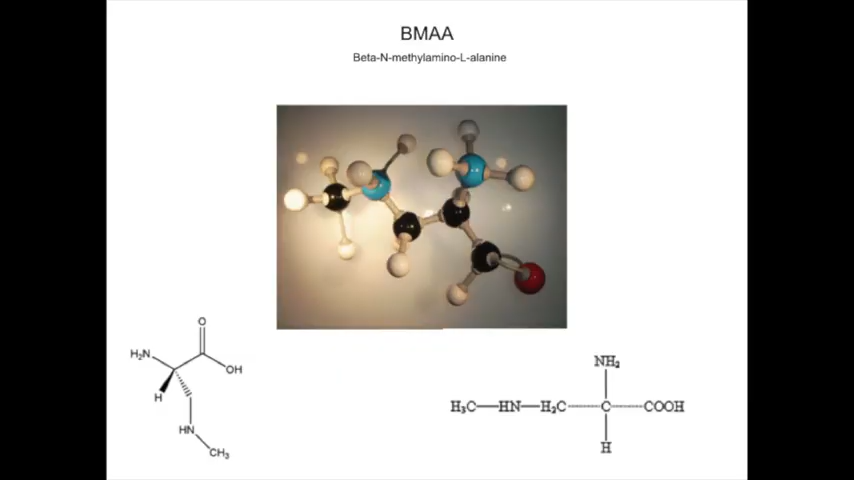 BMAA
Beta-N-methylamino-L-alanine
O
H₂N
OH
H
HN
CH₃
NH₂
H₃C—HN—H₂C C COOH
H